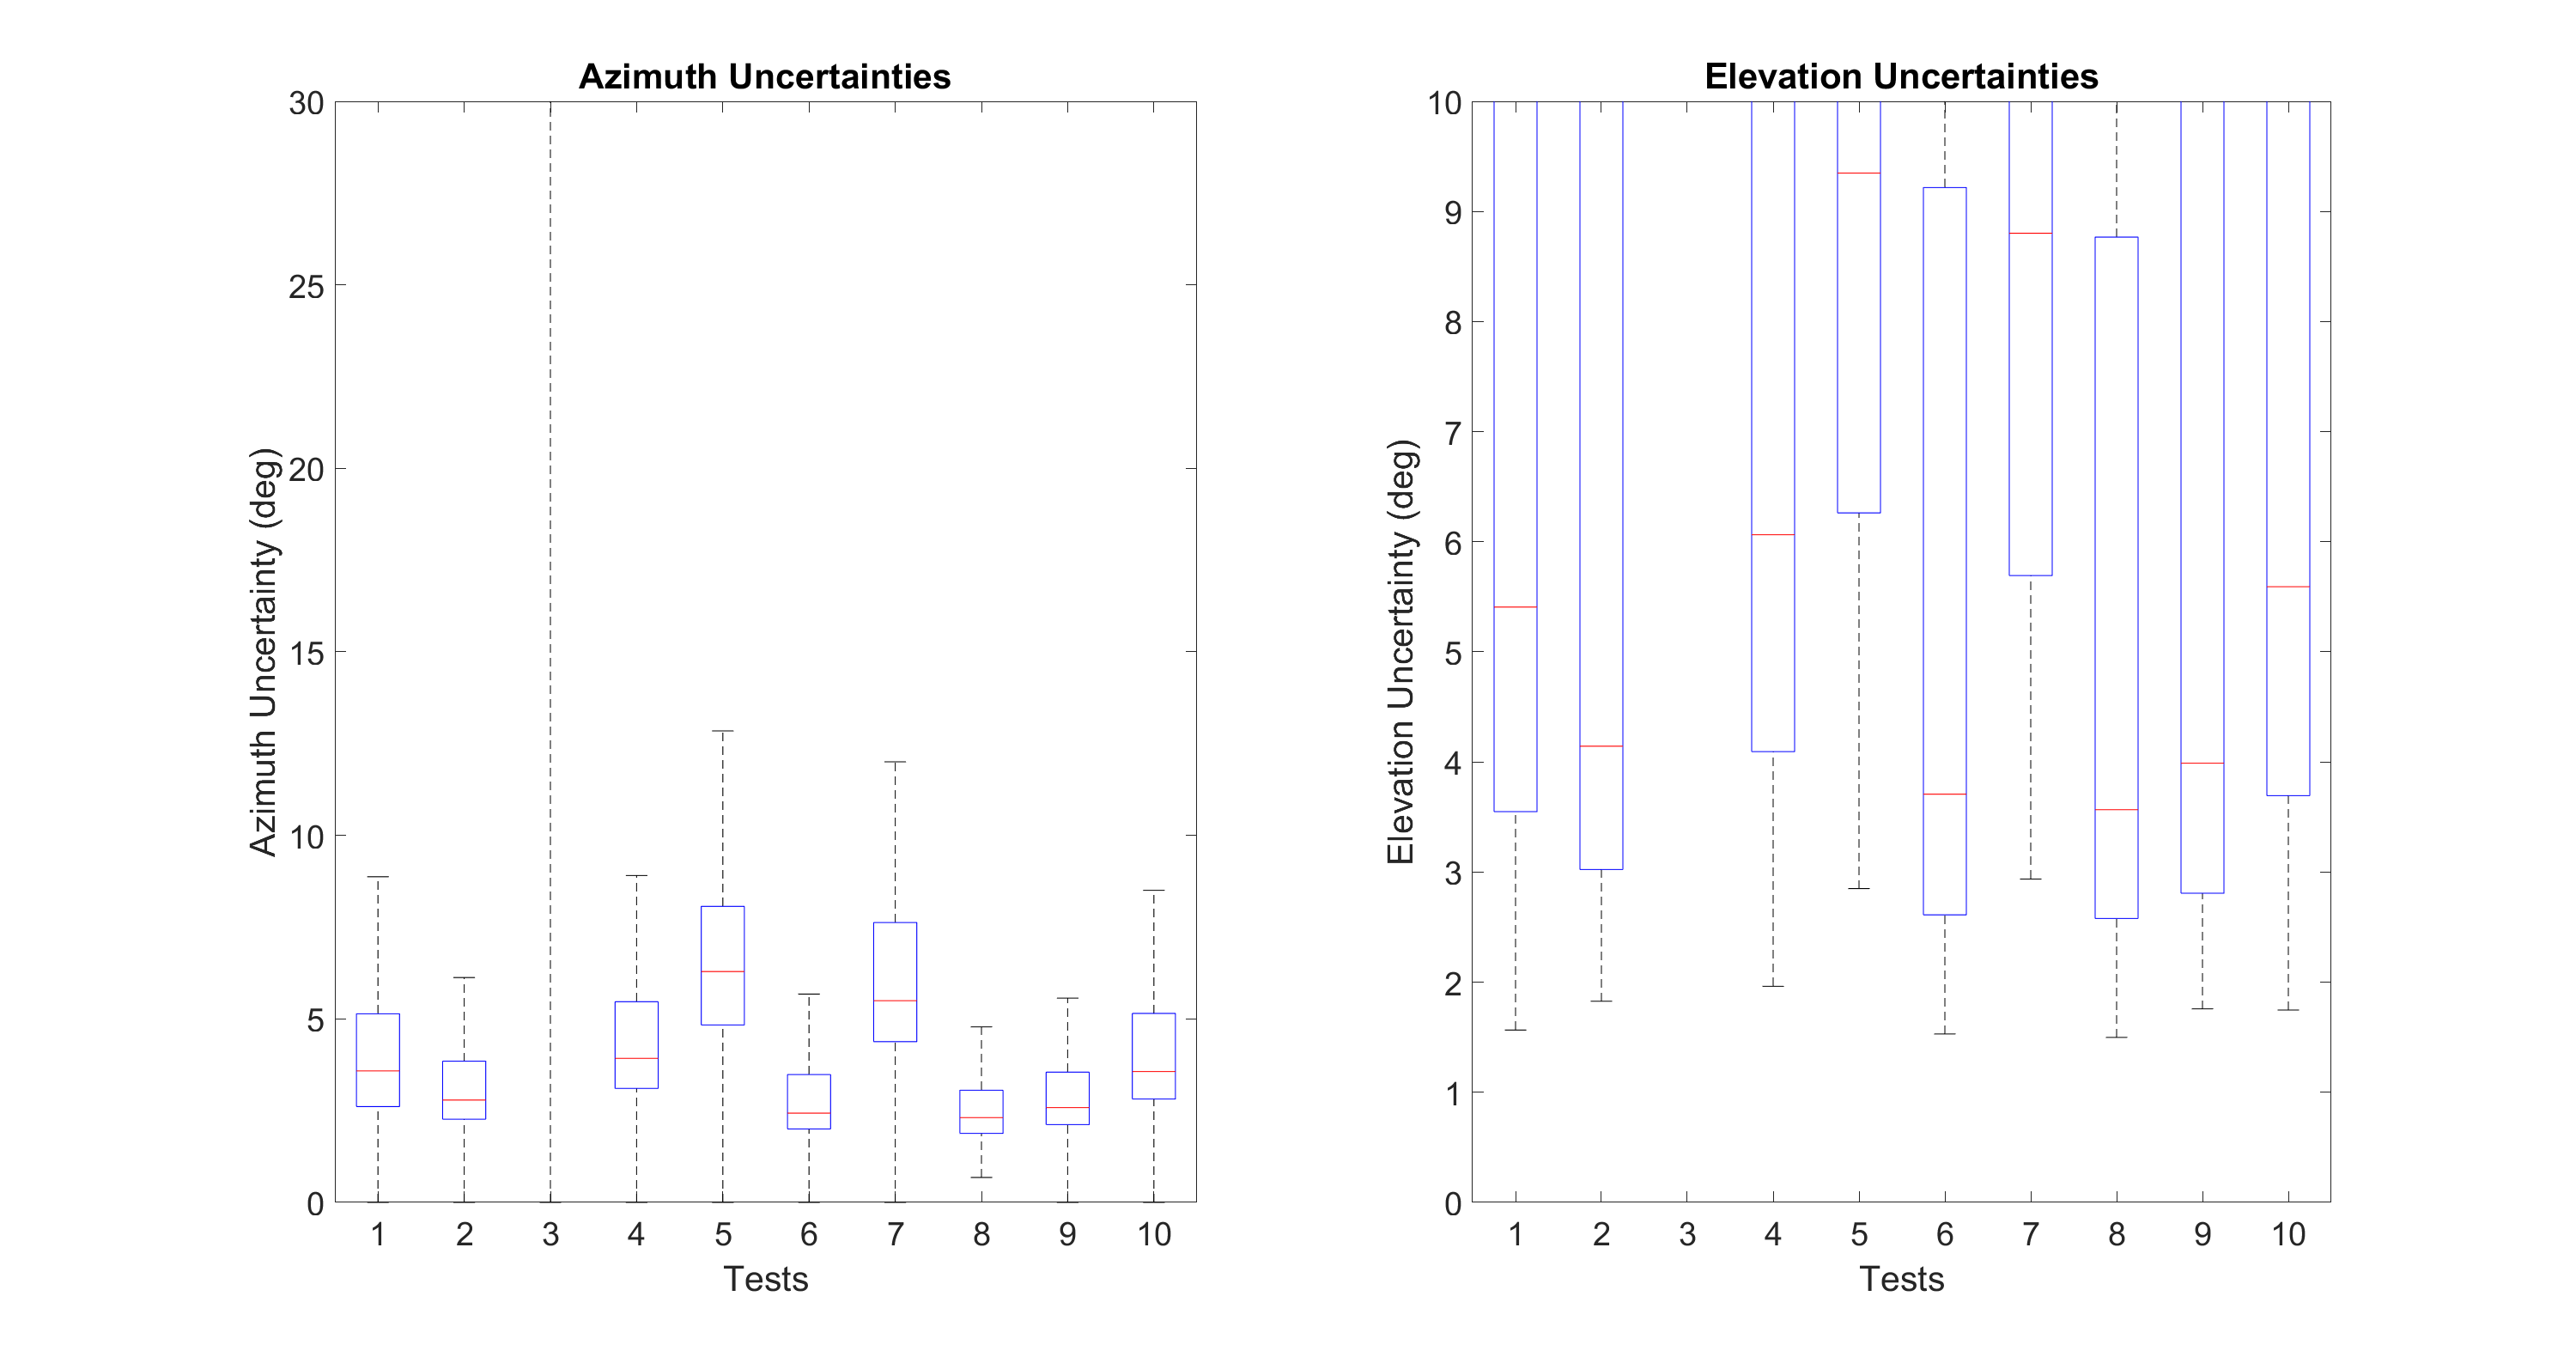 Azimuth Uncertainties
30
25
20
15
10
5
0
Azimuth Uncertainty (deg)
1 2 3 4 5 6 7 8 9 10
Tests
Elevation Uncertainties
10
9
8
7
6
5
4
3
2
1
0
Elevation Uncertainty (deg)
1 2 3 4 5 6 7 8 9 10
Tests